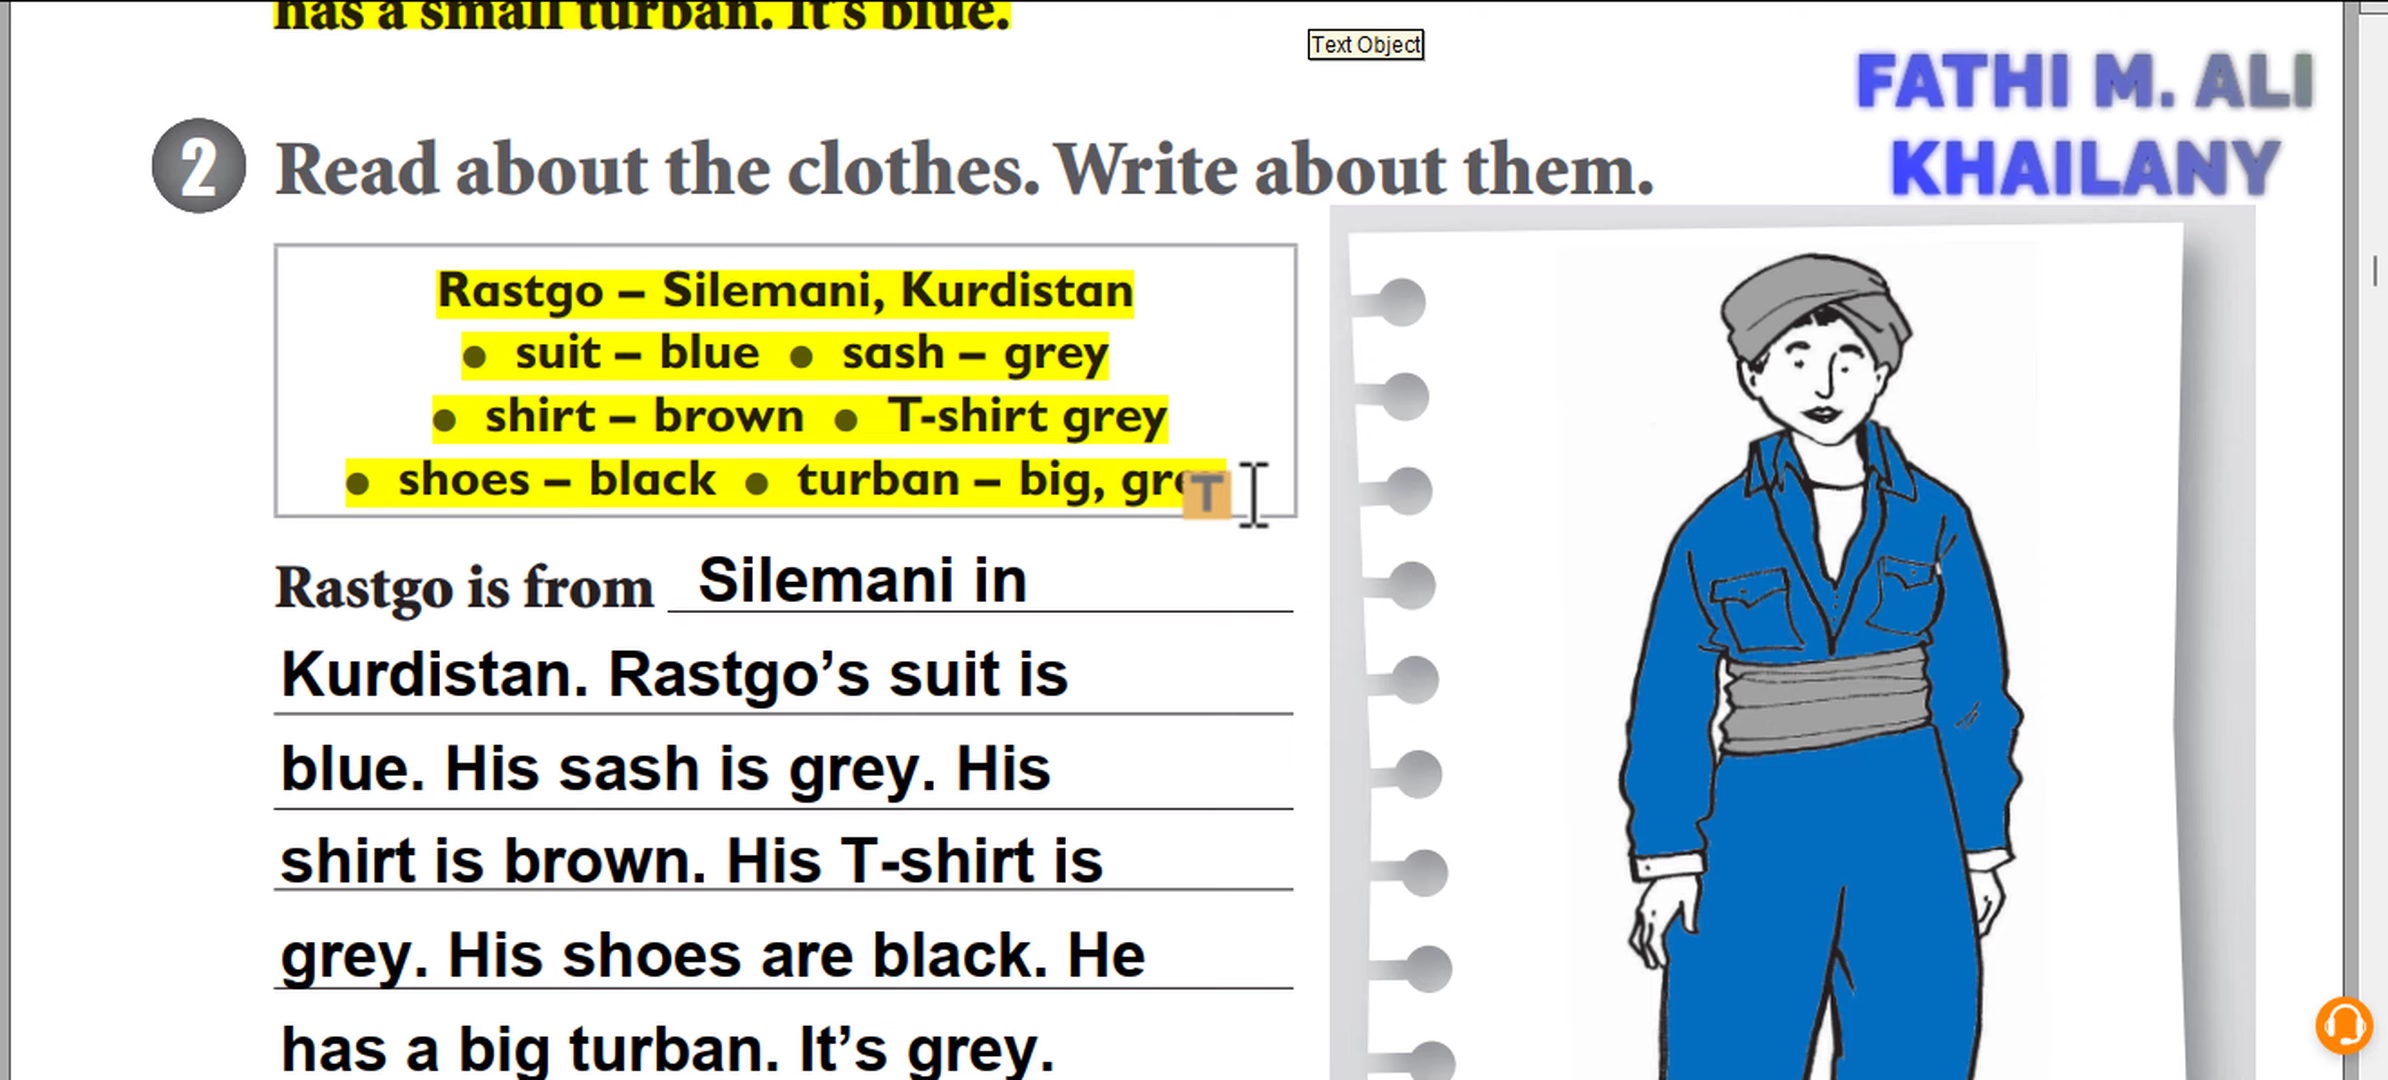 has a small turban. It's blue.
Text Object
FATHI M. ALI
KHAILANY
2 Read about the clothes. Write about them.
Rastgo – Silemani, Kurdistan
● suit – blue ● sash – grey
● shirt – brown ● T-shirt grey
● shoes – black ● turban – big,
T
Rastgo is from Silemani in
Kurdistan. Rastgo’s suit is
blue. His sash is grey. His
shirt is brown. His T-shirt is
grey. His shoes are black. He
has a big turban. It’s grey.